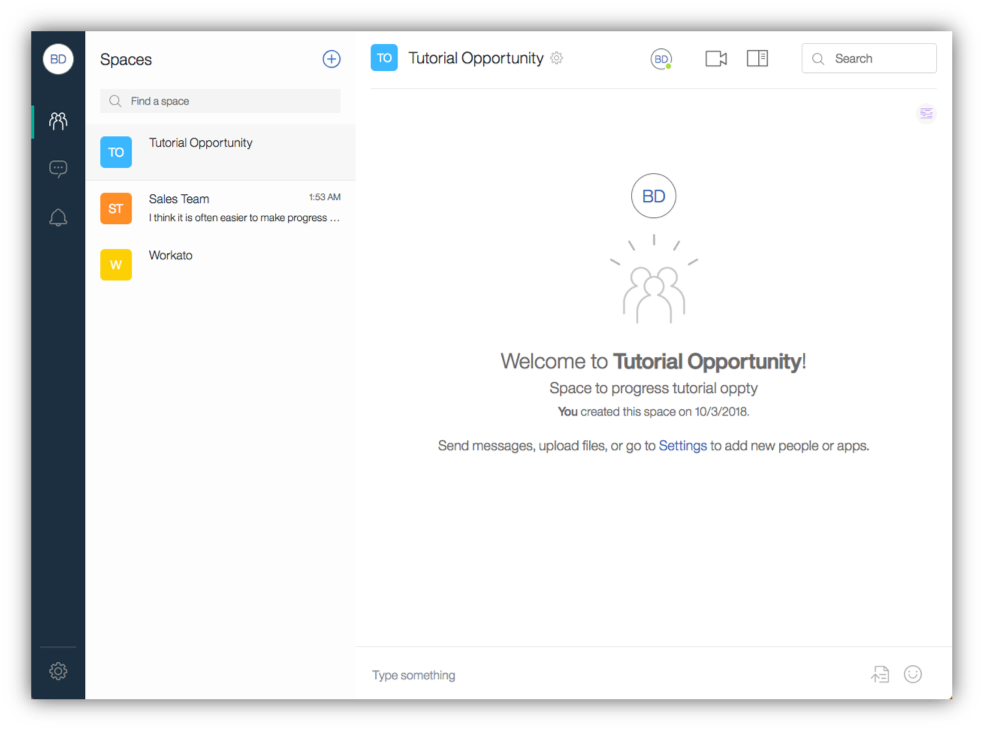 BD
Spaces
Find a space
TO
Tutorial Opportunity
ST
Sales Team
1:53 AM
I think it is often easier to make progress ...
W
Workato
TO
Tutorial Opportunity
BD
Search
BD
Welcome to Tutorial Opportunity!
Space to progress tutorial oppty
You created this space on 10/3/2018.
Send messages, upload files, or go to Settings to add new people or apps.
Type something